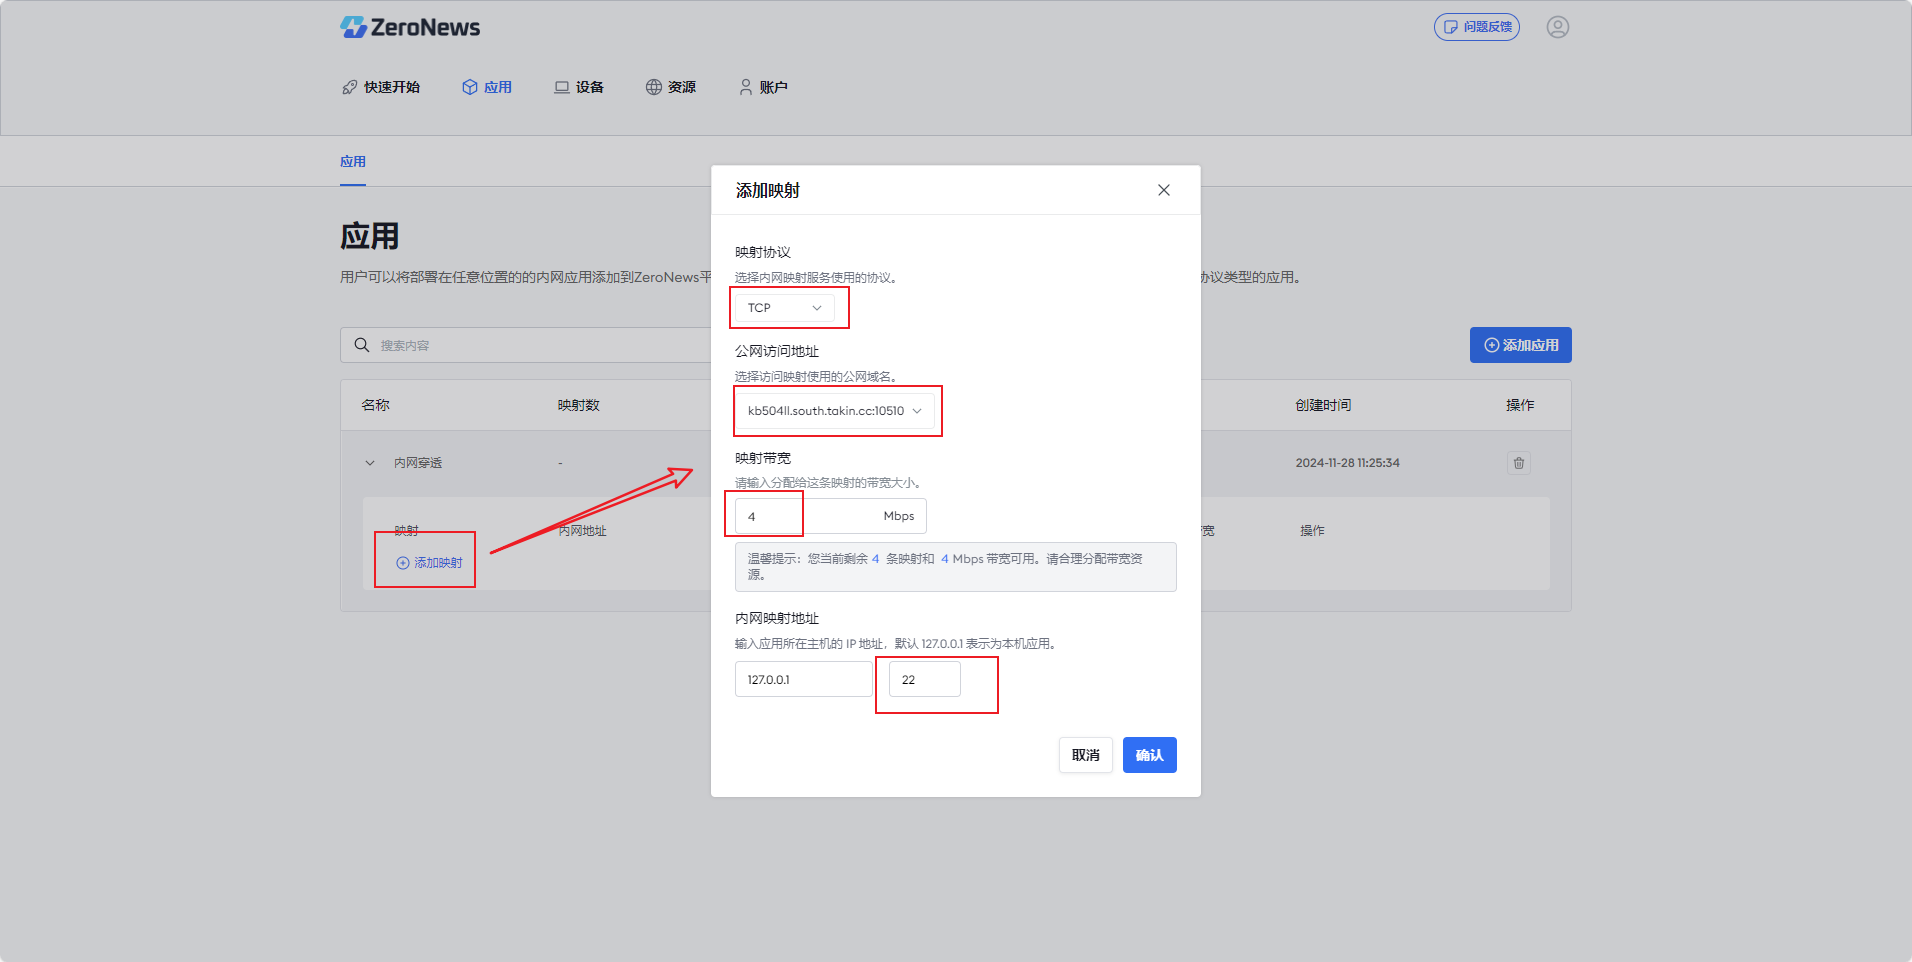 ZeroNews
问题反馈
快速开始 应用 设备 资源 账户
应用
应用
用户可以将部署在任意位置的的内网应用添加到ZeroNews平
协议类型的应用。
搜索内容
添加应用
名称 映射数 创建时间 操作
内网穿透 - 2024-11-28 11:25:34
映射 内网地址 宽 操作
添加映射
添加映射
映射协议
选择内网映射服务使用的协议。
TCP
公网访问地址
选择访问映射使用的公网域名。
kb504ll.south.takin.cc:10510
映射带宽
请输入分配给这条映射的带宽大小。
4 Mbps
温馨提示：您当前剩余 4 条映射和 4 Mbps 带宽可用。请合理分配带宽资
源。
内网映射地址
输入应用所在主机的 IP 地址，默认 127.0.0.1 表示为本机应用。
127.0.0.1 22
取消 确认